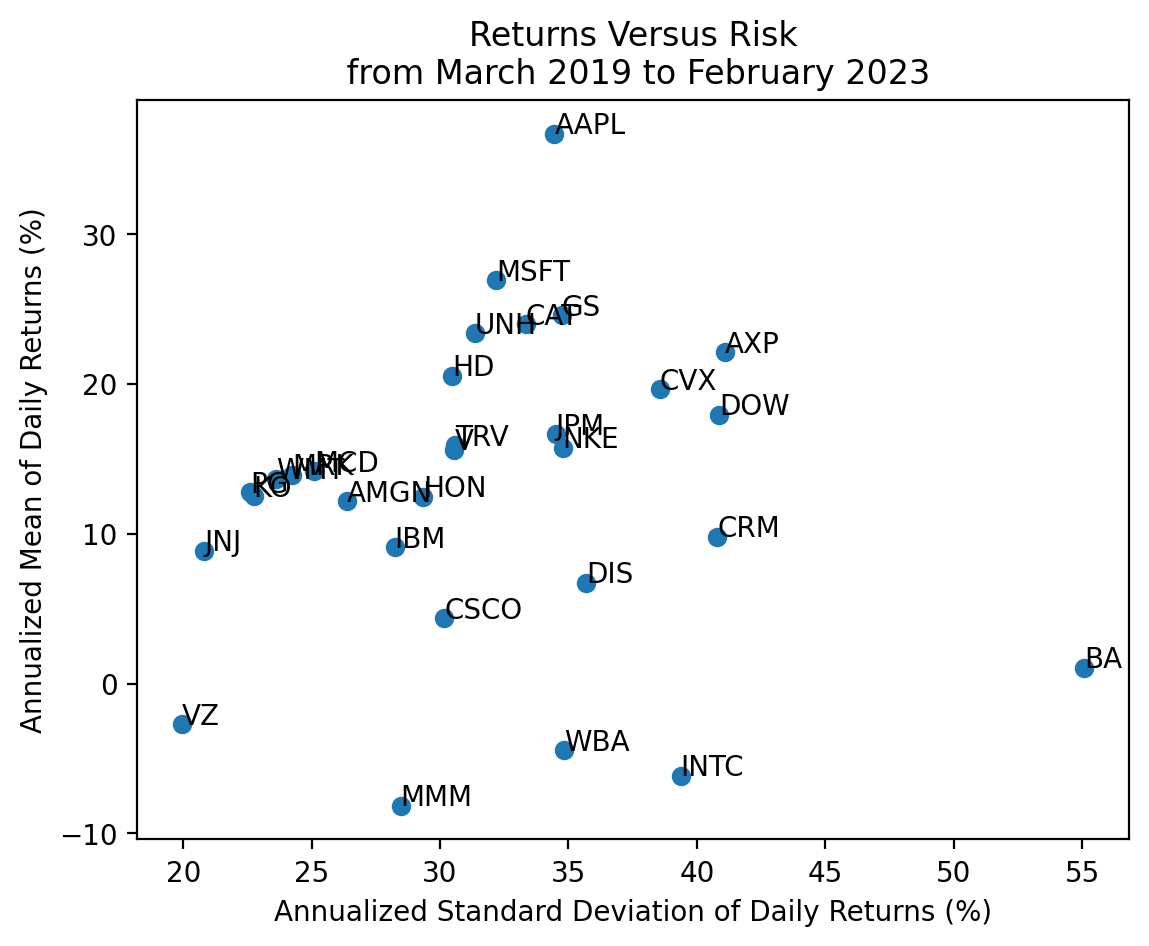 Returns Versus Risk
from March 2019 to February 2023
AAPL
30
MSFT
GS
CAT
UNH
AXP
HD
20
CVX
DOW
JPM
TRV
NKE
V
MCD
MRK
WMT
PG
KO
AMGN
HON
10
JNJ
IBM
CRM
DIS
CSCO
BA
0
VZ
WBA
INTC
MMM
−10
20 25 30 35 40 45 50 55
Annualized Standard Deviation of Daily Returns (%)
Annualized Mean of Daily Returns (%)